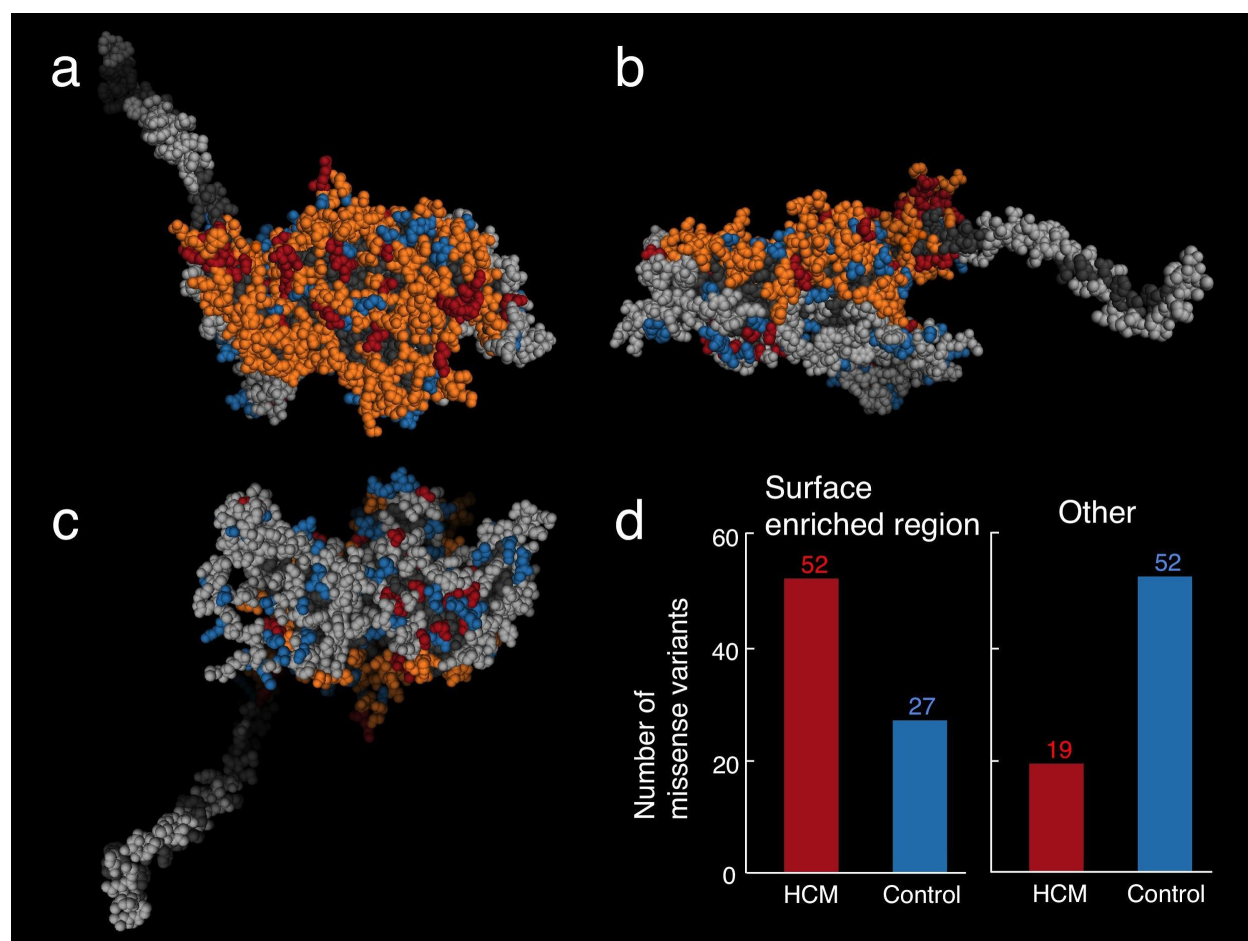 a
b
c
d
Surface
enriched region
Number of
missense variants
60
40
20
0
52
27
HCM
Control
Other
19
52
HCM
Control